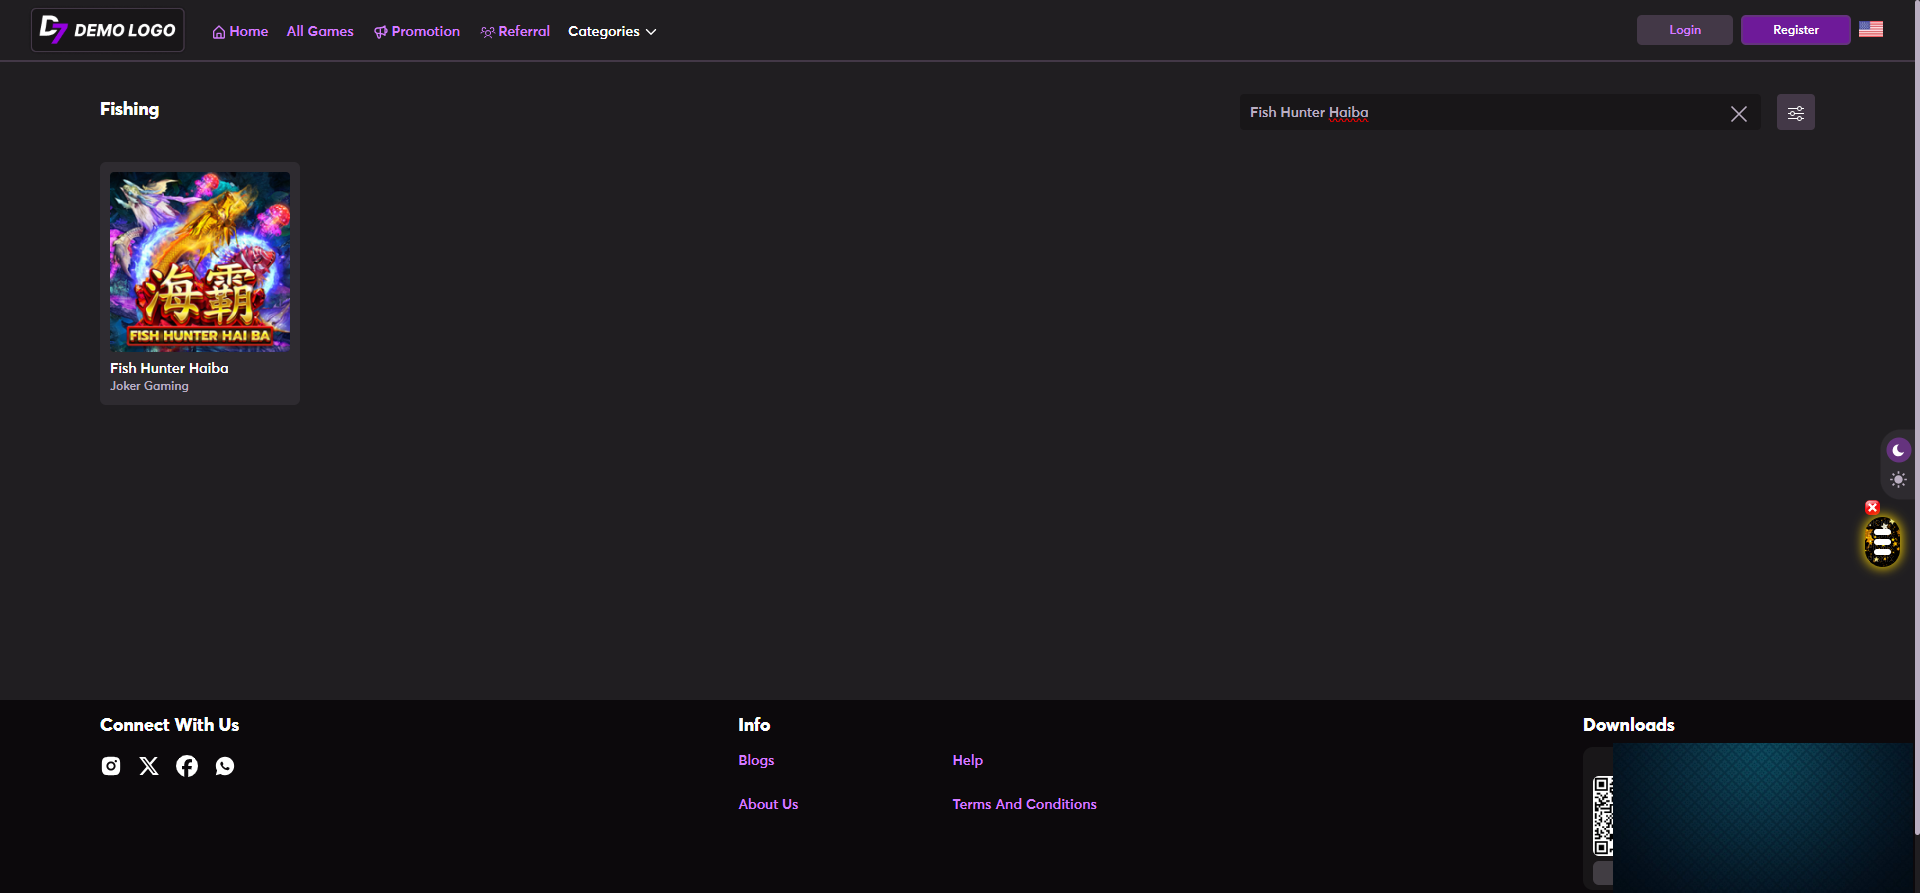 D7 DEMO LOGO
Home
All Games
Promotion
Referral
Categories
Login
Register
Fishing
Fish Hunter Haiba
海霸
FISH HUNTER HAI BA
Fish Hunter Haiba
Joker Gaming
Connect With Us
Info
Downloads
Blogs
Help
About Us
Terms And Conditions